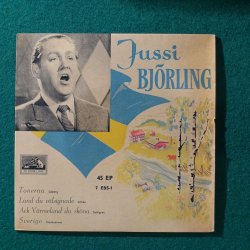 Jussi
BJÖRLING
45 EP
7 EBS-1
Tonerna
Land du välsignade
Ack Värmeland du sköna
Sverige